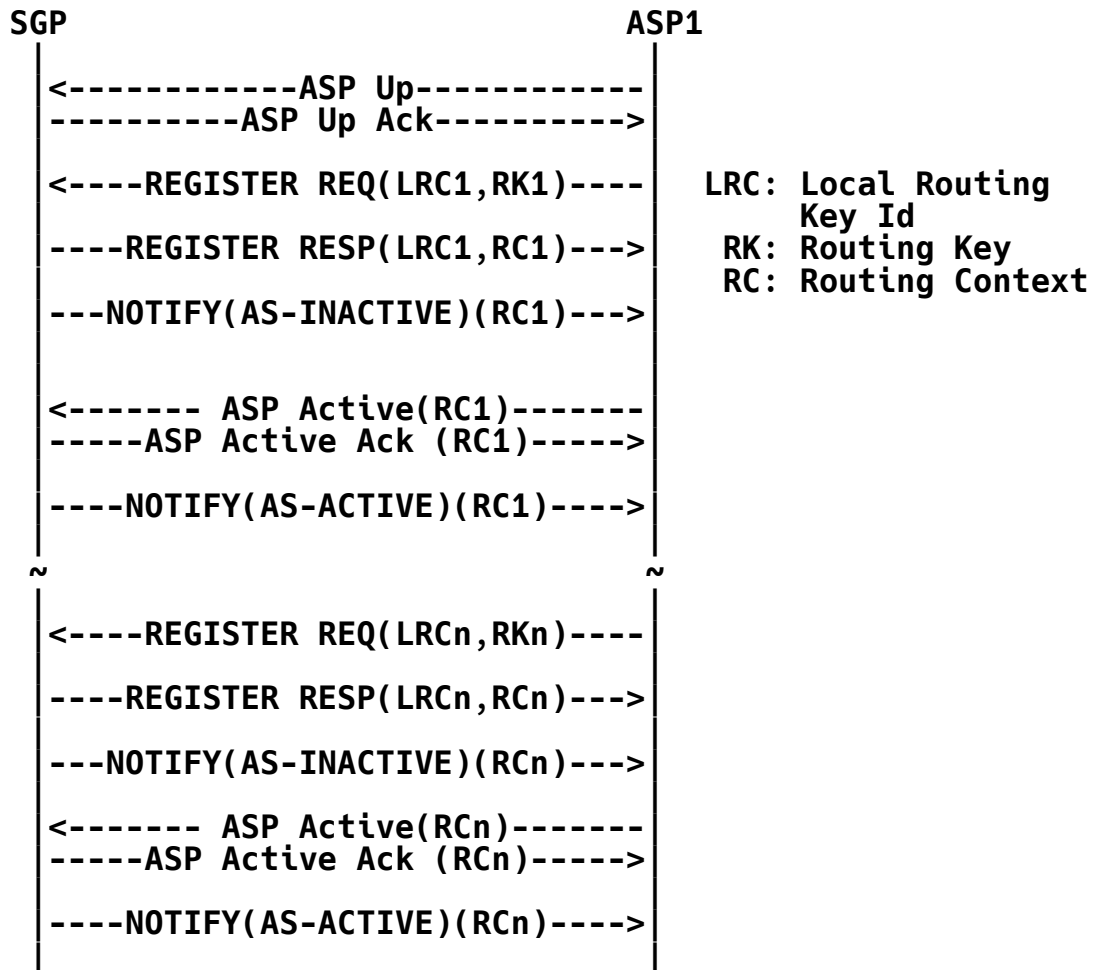 SGP                             ASP1
<------------ASP Up------------
----------ASP Up Ack---------->
<----REGISTER REQ(LRC1,RK1)----   LRC: Local Routing
Key Id
----REGISTER RESP(LRC1,RC1)--->    RK: Routing Key
RC: Routing Context
---NOTIFY(AS-INACTIVE)(RC1)--->
<------- ASP Active(RC1)-------
-----ASP Active Ack (RC1)----->
----NOTIFY(AS-ACTIVE)(RC1)---->
~                                ~
<----REGISTER REQ(LRCn,RKn)----
----REGISTER RESP(LRCn,RCn)--->
---NOTIFY(AS-INACTIVE)(RCn)--->
<------- ASP Active(RCn)-------
-----ASP Active Ack (RCn)----->
----NOTIFY(AS-ACTIVE)(RCn)---->